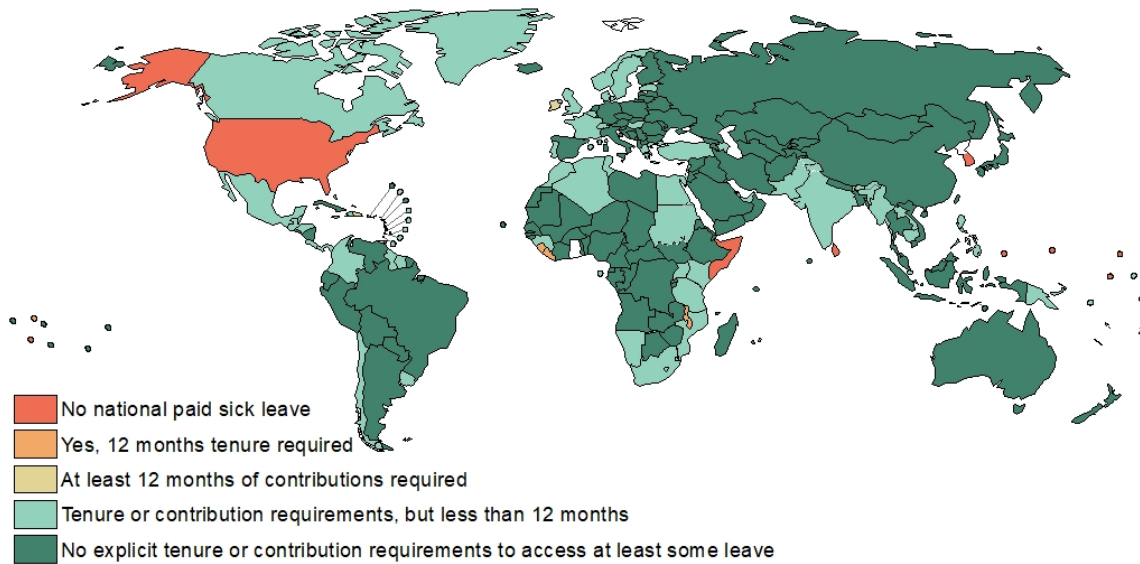 No national paid sick leave
Yes, 12 months tenure required
At least 12 months of contributions required
Tenure or contribution requirements, but less than 12 months
No explicit tenure or contribution requirements to access at least some leave